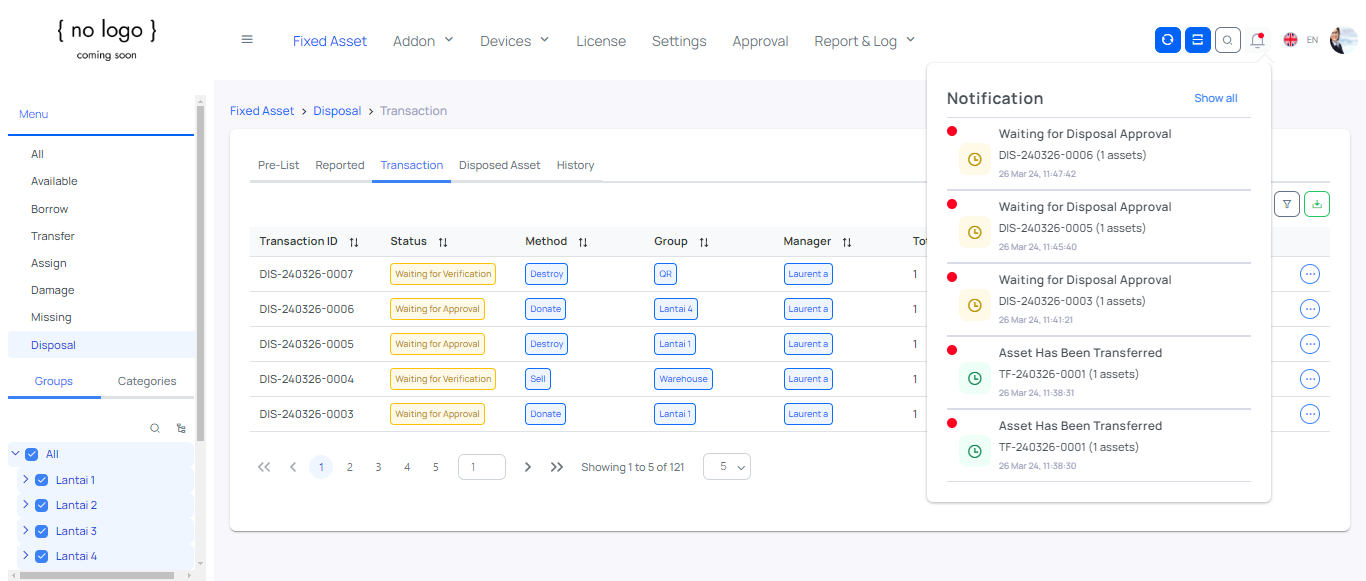 { no logo }
coming soon
Fixed Asset Addon Devices License Settings Approval Report & Log EN
Menu
All
Available
Borrow
Transfer
Assign
Damage
Missing
Disposal
Groups Categories
All
Lantai 1
Lantai 2
Lantai 3
Lantai 4
Fixed Asset > Disposal > Transaction
Pre-List Reported Transaction Disposed Asset History
Transaction ID Status Method Group Manager
DIS-240326-0007 Waiting for Verification Destroy QR Laurent a 1
DIS-240326-0006 Waiting for Approval Donate Lantai 4 Laurent a 1
DIS-240326-0005 Waiting for Approval Destroy Lantai 1 Laurent a 1
DIS-240326-0004 Waiting for Verification Sell Warehouse Laurent a 1
DIS-240326-0003 Waiting for Approval Donate Lantai 1 Laurent a 1
1 2 3 4 5 1 Showing 1 to 5 of 121 5
Notification Show all
Waiting for Disposal Approval
DIS-240326-0006 (1 assets)
26 Mar 24, 11:47:42
Waiting for Disposal Approval
DIS-240326-0005 (1 assets)
26 Mar 24, 11:45:40
Waiting for Disposal Approval
DIS-240326-0003 (1 assets)
26 Mar 24, 11:41:21
Asset Has Been Transferred
TF-240326-0001 (1 assets)
26 Mar 24, 11:38:31
Asset Has Been Transferred
TF-240326-0001 (1 assets)
26 Mar 24, 11:38:30